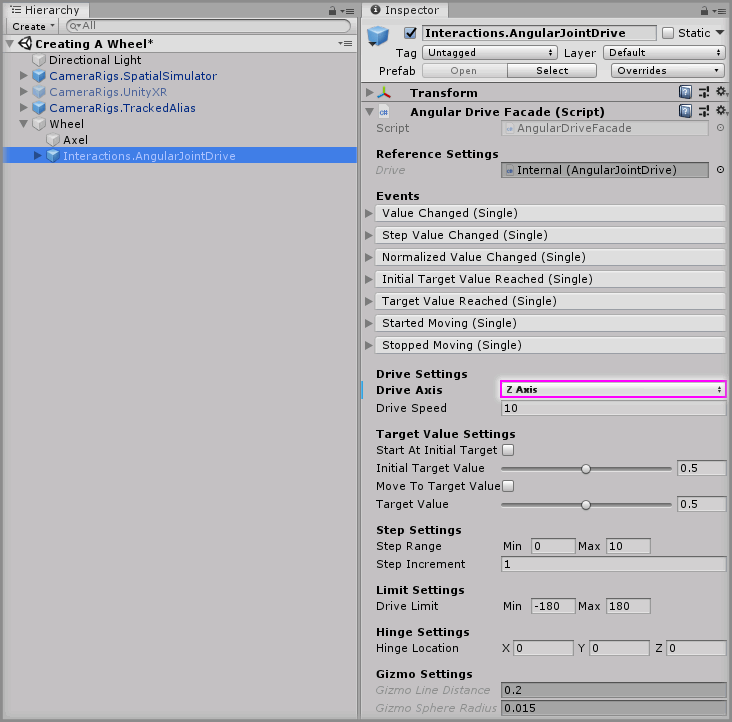 Hierarchy
Create All
Creating A Wheel*
Directional Light
CameraRigs.SpatialSimulator
CameraRigs.UnityXR
CameraRigs.TrackedAlias
Wheel
Axel
Interactions.AngularJointDrive
Inspector
Interactions.AngularJointDrive Static
Tag Untagged Layer Default
Prefab Open Select Overrides
Transform
Angular Drive Facade (Script)
Script AngularDriveFacade
Reference Settings
Drive Internal (AngularJointDrive)
Events
Value Changed (Single)
Step Value Changed (Single)
Normalized Value Changed (Single)
Initial Target Value Reached (Single)
Target Value Reached (Single)
Started Moving (Single)
Stopped Moving (Single)
Drive Settings
Drive Axis Z Axis
Drive Speed 10
Target Value Settings
Start At Initial Target
Initial Target Value 0.5
Move To Target Value
Target Value 0.5
Step Settings
Step Range Min 0 Max 10
Step Increment 1
Limit Settings
Drive Limit Min -180 Max 180
Hinge Settings
Hinge Location X 0 Y 0 Z 0
Gizmo Settings
Gizmo Line Distance 0.2
Gizmo Sphere Radius 0.015